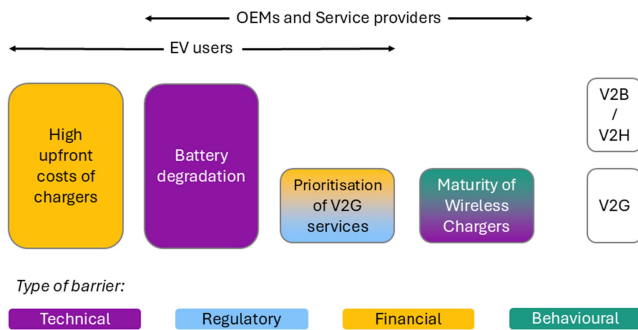 OEMs and Service providers
EV users
High
upfront
costs of
chargers
Battery
degradation
Prioritisation
of V2G
services
Maturity of
Wireless
Chargers
V2B
/
V2H
V2G
Type of barrier:
Technical
Regulatory
Financial
Behavioural